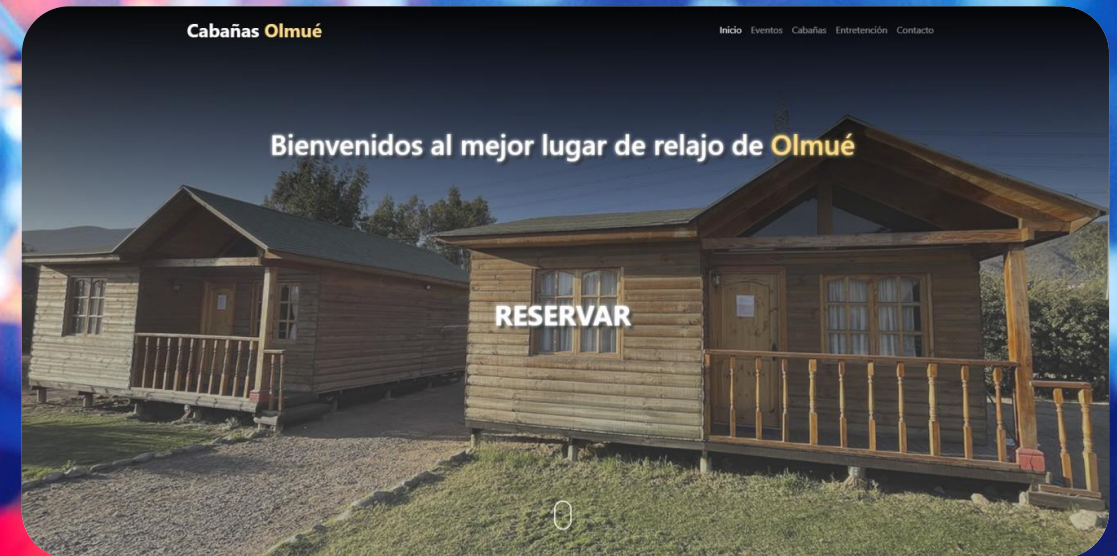 Cabañas Olmué
Inicio Eventos Cabañas Entretención Contacto
Bienvenidos al mejor lugar de relajo de Olmué
RESERVAR